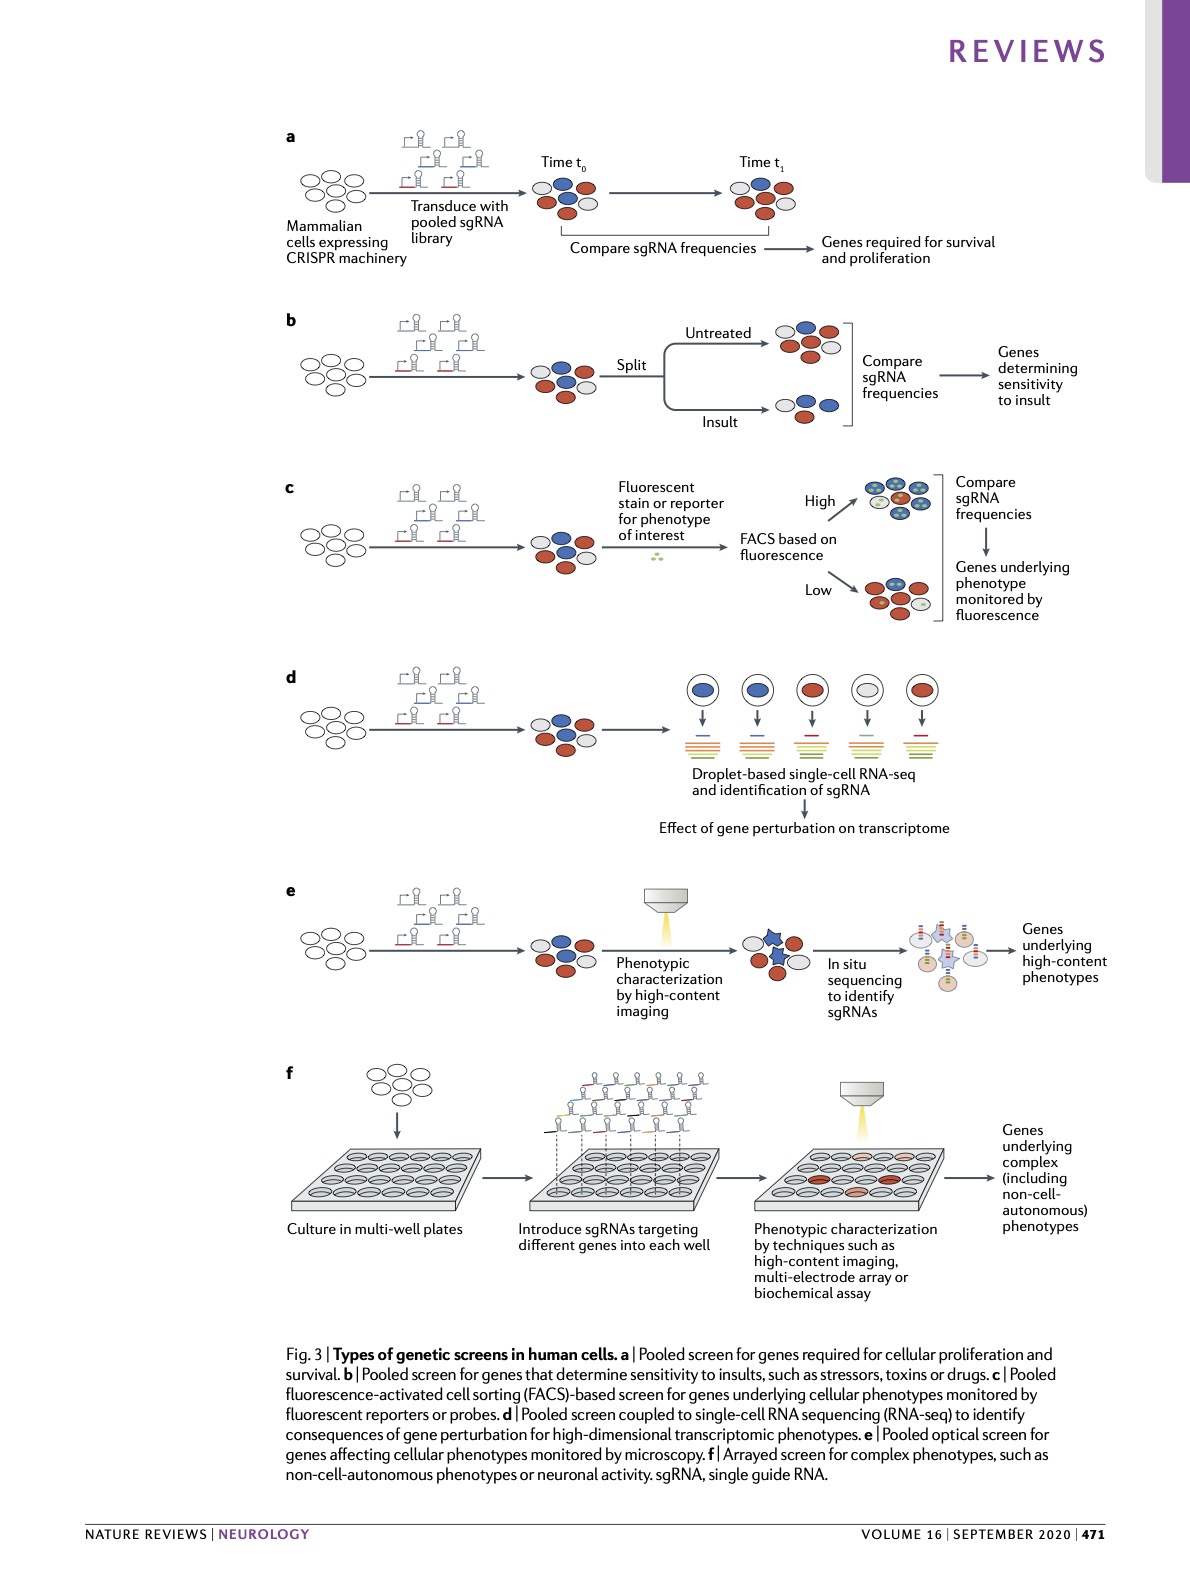 REVIEWS
a
Time t0
Time t1
Transduce with
pooled sgRNA
library
Mammalian
cells expressing
CRISPR machinery
Compare sgRNA frequencies
Genes required for survival
and proliferation
b
Split
Untreated
Insult
Compare
sgRNA
frequencies
Genes
determining
sensitivity
to insult
c
Fluorescent
stain or reporter
for phenotype
of interest
FACS based on
fluorescence
High
Low
Compare
sgRNA
frequencies
Genes underlying
phenotype
monitored by
fluorescence
d
Droplet-based single-cell RNA-seq
and identification of sgRNA
Effect of gene perturbation on transcriptome
e
Phenotypic
characterization
by high-content
imaging
In situ
sequencing
to identify
sgRNAs
Genes
underlying
high-content
phenotypes
f
Culture in multi-well plates
Introduce sgRNAs targeting
different genes into each well
Phenotypic characterization
by techniques such as
high-content imaging,
multi-electrode array or
biochemical assay
Genes
underlying
complex
(including
non-cell-
autonomous)
phenotypes
Fig. 3 | Types of genetic screens in human cells. a | Pooled screen for genes required for cellular proliferation and
survival. b | Pooled screen for genes that determine sensitivity to insults, such as stressors, toxins or drugs. c | Pooled
fluorescence-activated cell sorting (FACS)-based screen for genes underlying cellular phenotypes monitored by
fluorescent reporters or probes. d | Pooled screen coupled to single-cell RNA sequencing (RNA-seq) to identify
consequences of gene perturbation for high-dimensional transcriptomic phenotypes. e | Pooled optical screen for
genes affecting cellular phenotypes monitored by microscopy. f | Arrayed screen for complex phenotypes, such as
non-cell-autonomous phenotypes or neuronal activity. sgRNA, single guide RNA.
NATURE REVIEWS | NEUROLOGY
VOLUME 16 | SEPTEMBER 2020 | 471